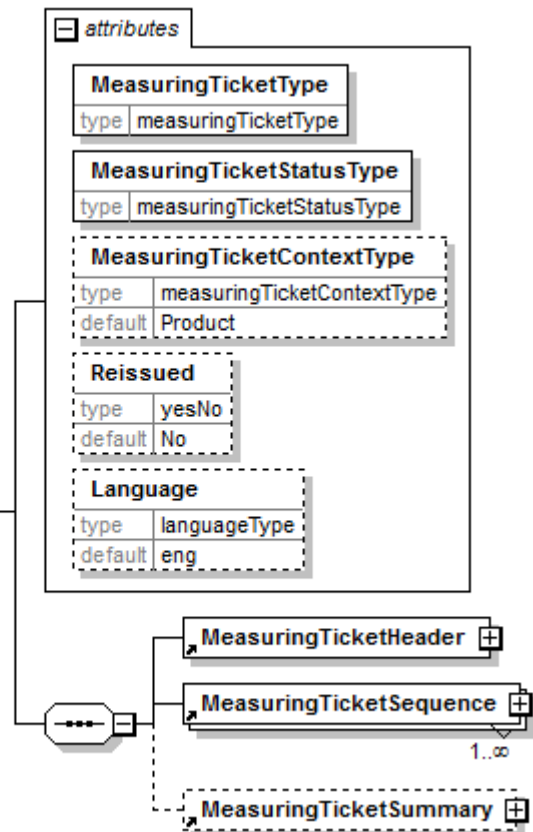 attributes
MeasuringTicketType
type measuringTicketType
MeasuringTicketStatusType
type measuringTicketStatusType
MeasuringTicketContextType
type measuringTicketContextType
default Product
Reissued
type yesNo
default No
Language
type languageType
default eng
MeasuringTicketHeader
MeasuringTicketSequence
1..∞
MeasuringTicketSummary